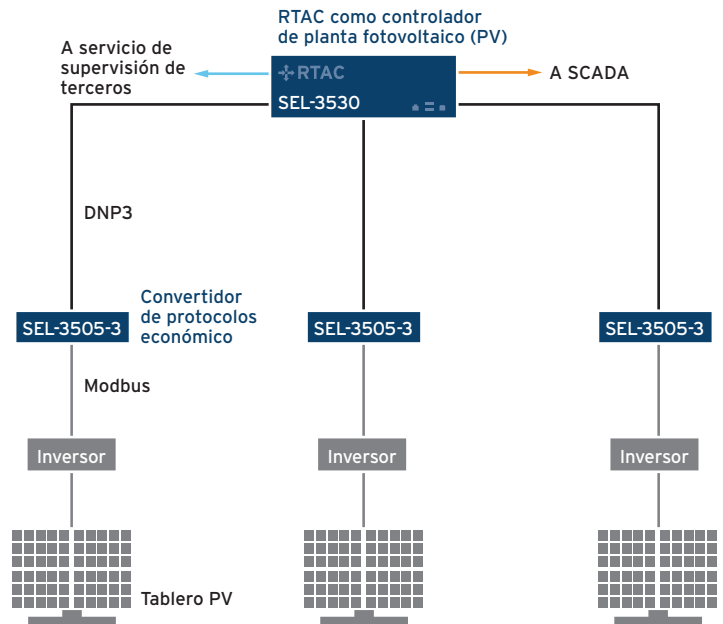 RTAC como controlador
de planta fotovoltaico (PV)
A servicio de
supervisión de
terceros
RTAC
A SCADA
SEL-3530
DNP3
Convertidor
de protocolos
económico
SEL-3505-3
SEL-3505-3
SEL-3505-3
Modbus
Inversor
Inversor
Inversor
Tablero PV